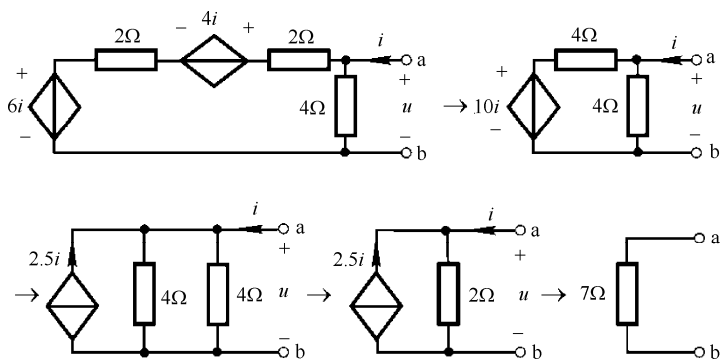 − 4i +
2Ω 2Ω i a
+ 6i − 4Ω + u − b
→ + 10i − 4Ω 4Ω i a + u − b
→ 2.5i 4Ω 4Ω i a + u − b
→ 2.5i 2Ω i a + u − b
→ 7Ω a b